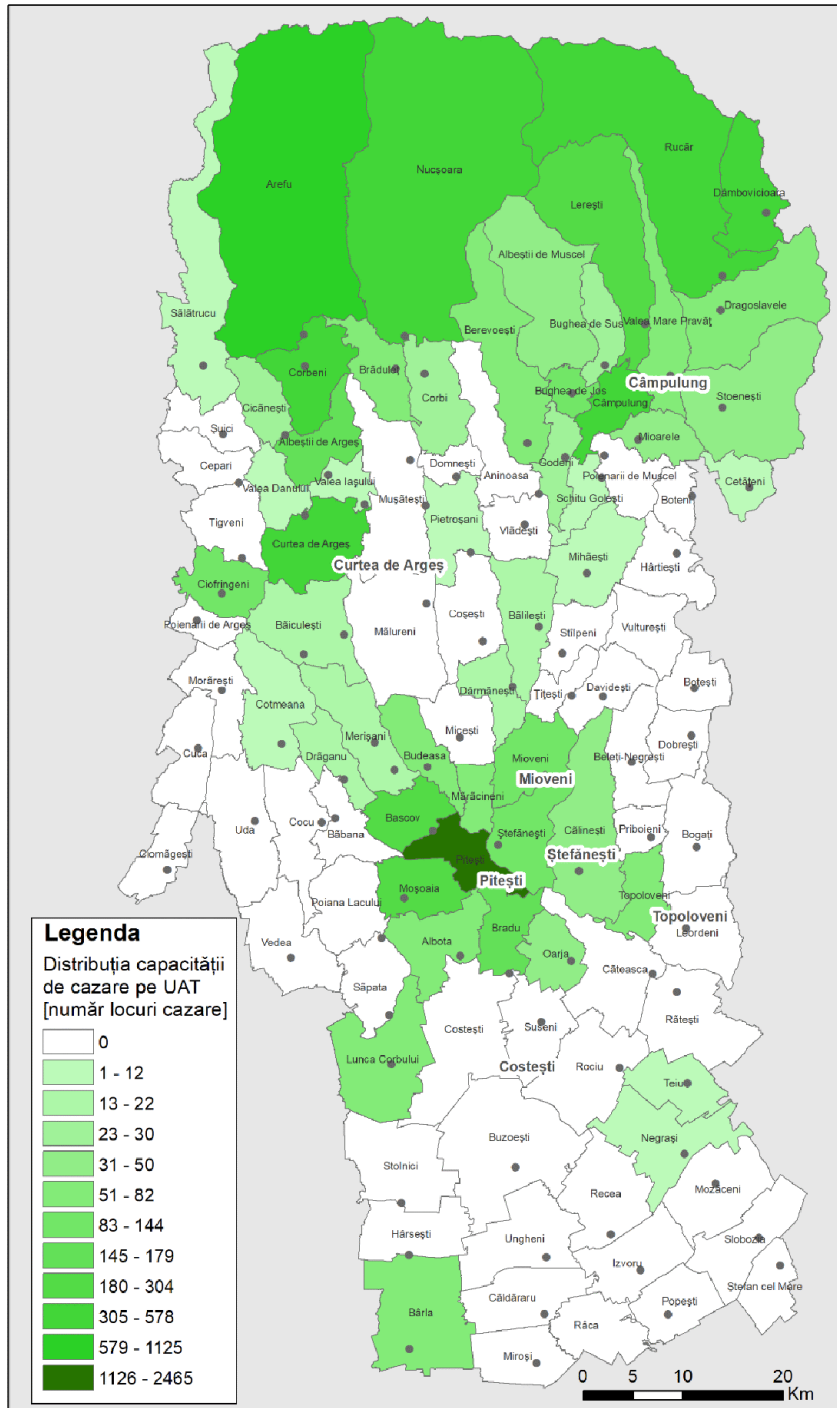 Arefu
Nucșoara
Rucăr
Dâmbovicioara
Lerești
Albeștii de Muscel
Sălătrucu
Berevoești
Bughea de Sus
Valea Mare Pravăț
Dragoslavele
Corbeni
Brăduleț
Corbi
Bughea de Jos
Câmpulung
Câmpulung
Stoenești
Cicănești
Șuici
Albeștii de Argeș
Mioarele
Cepari
Domnești
Aninoasa
Godeni
Poienarii de Muscel
Cetățeni
Valea Danului
Valea Iașului
Mușătești
Schitu Golești
Boteni
Tigveni
Pietroșani
Vlădești
Curtea de Argeș
Curtea de Argeș
Mihăești
Hârtiești
Ciofringeni
Poienarii de Argeș
Băiculești
Mălureni
Coșești
Bălilești
Stîlpeni
Vulturești
Morărești
Cotmeana
Dârmănești
Țițești
Davidești
Botești
Cuca
Drăganu
Merișani
Budeasa
Micești
Mioveni
Mioveni
Beleți-Negrești
Dobrești
Ciomăgești
Uda
Cocu
Băbana
Bascov
Mărăcineni
Ștefănești
Călinești
Ștefănești
Priboieni
Bogați
Pitești
Pitești
Poiana Lacului
Moșoaia
Topoloveni
Topoloveni
Leordeni
Vedea
Albota
Bradu
Oarja
Căteasca
Săpata
Rătești
Costești
Suseni
Costești
Lunca Corbului
Rociu
Teiu
Negrași
Stolnici
Buzoești
Mozăceni
Recea
Hârsești
Ungheni
Slobozia
Izvoru
Ștefan cel Mare
Bârla
Căldăraru
Popești
Râca
Miroși
Legenda
Distribuția capacității
de cazare pe UAT
[număr locuri cazare]
0
1 - 12
13 - 22
23 - 30
31 - 50
51 - 82
83 - 144
145 - 179
180 - 304
305 - 578
579 - 1125
1126 - 2465
0 5 10 20
Km